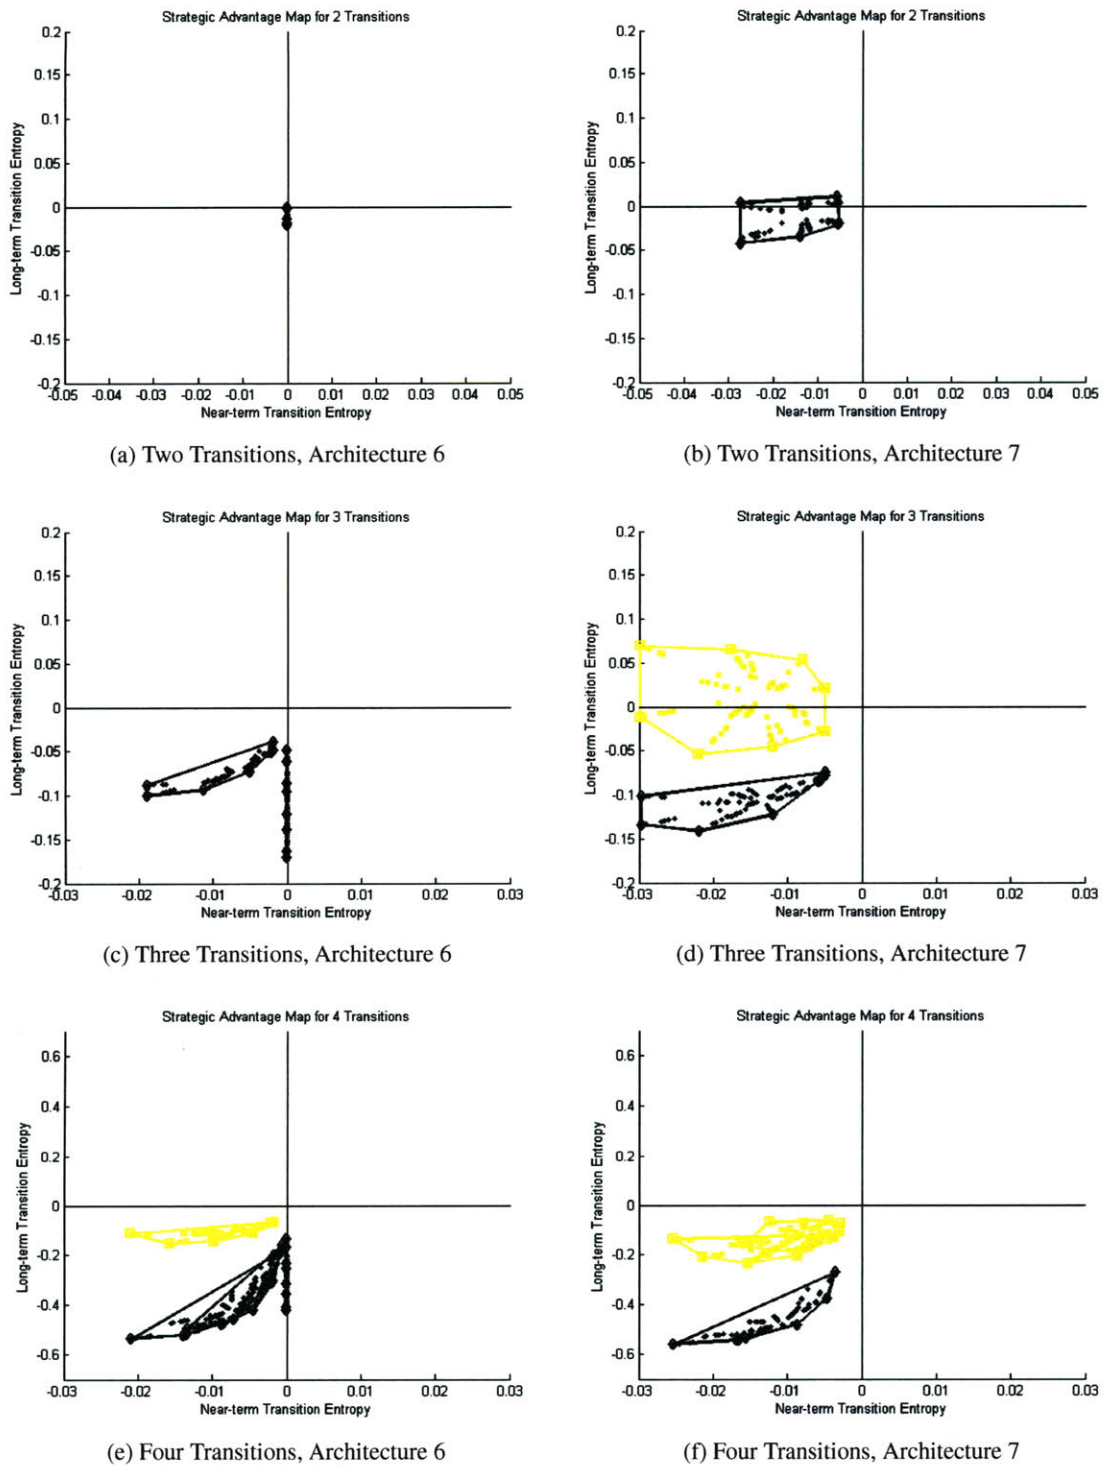 Strategic Advantage Map for 2 Transitions
0.2
0.15
0.1
0.05
0
-0.05
-0.1
-0.15
-0.2
-0.05 -0.04 -0.03 -0.02 -0.01 0 0.01 0.02 0.03 0.04 0.05
Long-term Transition Entropy
Near-term Transition Entropy
(a) Two Transitions, Architecture 6
Strategic Advantage Map for 2 Transitions
0.2
0.15
0.1
0.05
0
-0.05
-0.1
-0.15
-0.2
-0.05 -0.04 -0.03 -0.02 -0.01 0 0.01 0.02 0.03 0.04 0.05
Long-term Transition Entropy
Near-term Transition Entropy
(b) Two Transitions, Architecture 7
Strategic Advantage Map for 3 Transitions
0.2
0.15
0.1
0.05
0
-0.05
-0.1
-0.15
-0.2
-0.03 -0.02 -0.01 0 0.01 0.02 0.03
Long-term Transition Entropy
Near-term Transition Entropy
(c) Three Transitions, Architecture 6
Strategic Advantage Map for 3 Transitions
0.2
0.15
0.1
0.05
0
-0.05
-0.1
-0.15
-0.2
-0.03 -0.02 -0.01 0 0.01 0.02 0.03
Long-term Transition Entropy
Near-term Transition Entropy
(d) Three Transitions, Architecture 7
Strategic Advantage Map for 4 Transitions
0.6
0.4
0.2
0
-0.2
-0.4
-0.6
-0.03 -0.02 -0.01 0 0.01 0.02 0.03
Long-term Transition Entropy
Near-term Transition Entropy
(e) Four Transitions, Architecture 6
Strategic Advantage Map for 4 Transitions
0.6
0.4
0.2
0
-0.2
-0.4
-0.6
-0.03 -0.02 -0.01 0 0.01 0.02 0.03
Long-term Transition Entropy
Near-term Transition Entropy
(f) Four Transitions, Architecture 7